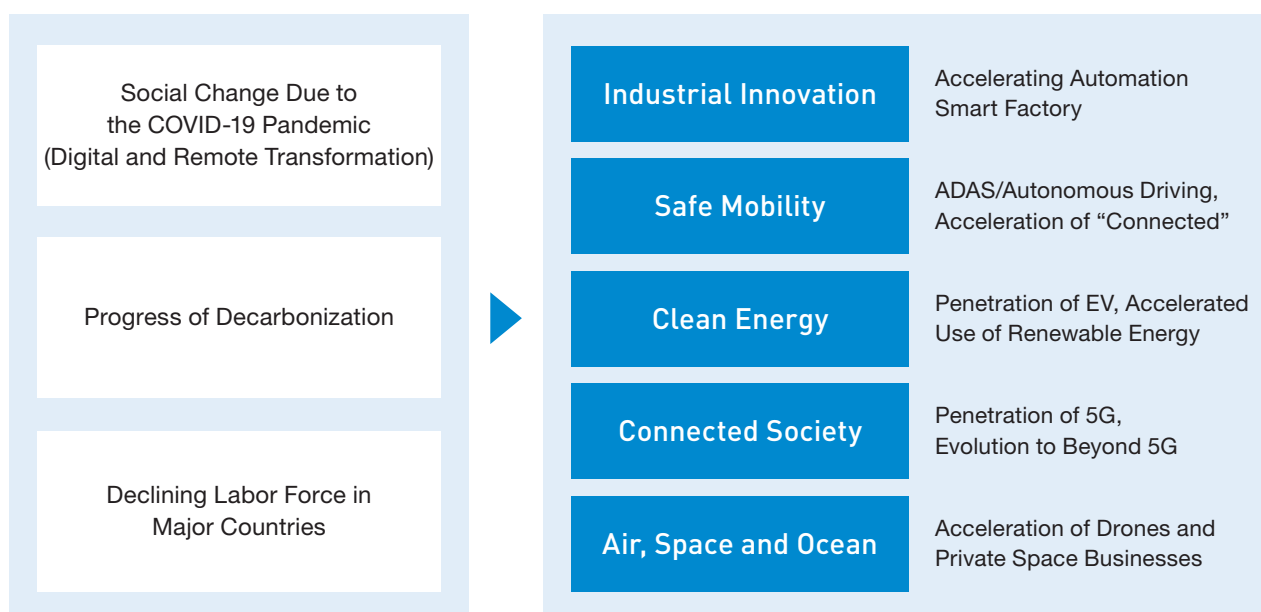 Social Change Due to
the COVID-19 Pandemic
(Digital and Remote Transformation)
Progress of Decarbonization
Declining Labor Force in
Major Countries
Industrial Innovation
Accelerating Automation
Smart Factory
Safe Mobility
ADAS/Autonomous Driving,
Acceleration of “Connected”
Clean Energy
Penetration of EV, Accelerated
Use of Renewable Energy
Connected Society
Penetration of 5G,
Evolution to Beyond 5G
Air, Space and Ocean
Acceleration of Drones and
Private Space Businesses